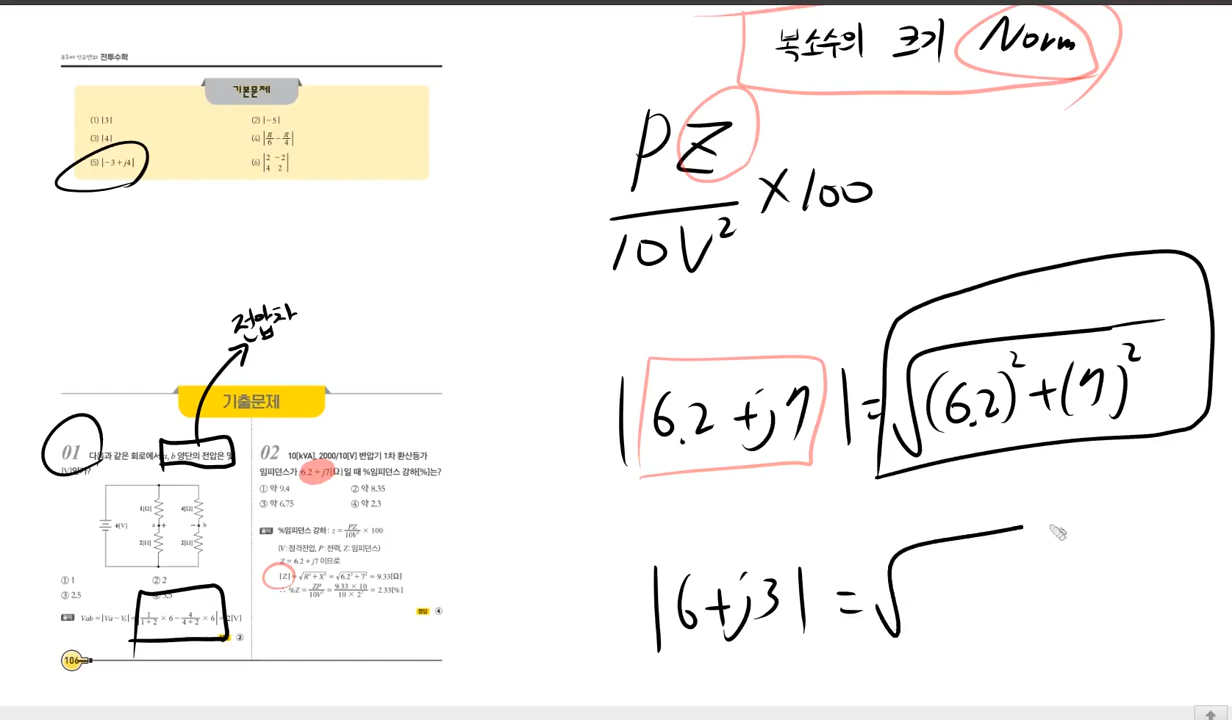 전투수학
기본문제
(1) |3|
(2) |−5|
(3) |4|
(4) |π/6 − π/4|
(5) |−3 + j4|
(6) |2 −2
4 2|
전압차
기출문제
01 다음과 같은 회로에서 a, b 양단의 전압은 몇
[V]인가?
6[V]
1[Ω]
4[Ω]
a
b
2[Ω]
2[Ω]
① 1
② 2
③ 2.5
풀이 Vab = |Va − Vb| = |1/(1+2) × 6 − 4/(4+2) × 6| = 2[V]
②
106
02 10[kVA], 2000/10[V] 변압기 1차 환산등가
임피던스가 6.2 + j7[Ω]일 때 %임피던스 강하[%]는?
① 약 9.4
② 약 8.35
③ 약 6.75
④ 약 2.3
풀이 %임피던스 강하 : z = PZ/10V² × 100
(V : 정격전압, P : 전력, Z : 임피던스)
Z = 6.2 + j7 이므로
|Z| = √R² + X² = √6.2² + 7² = 9.33[Ω]
∴ %Z = ZP/10V² = 9.33 × 10/10 × 2² = 2.33[%]
정답 ④
복소수의 크기 Norm
PZ/10V² × 100
|6.2 + j7| = √(6.2)² + (7)²
|6 + j3| = √